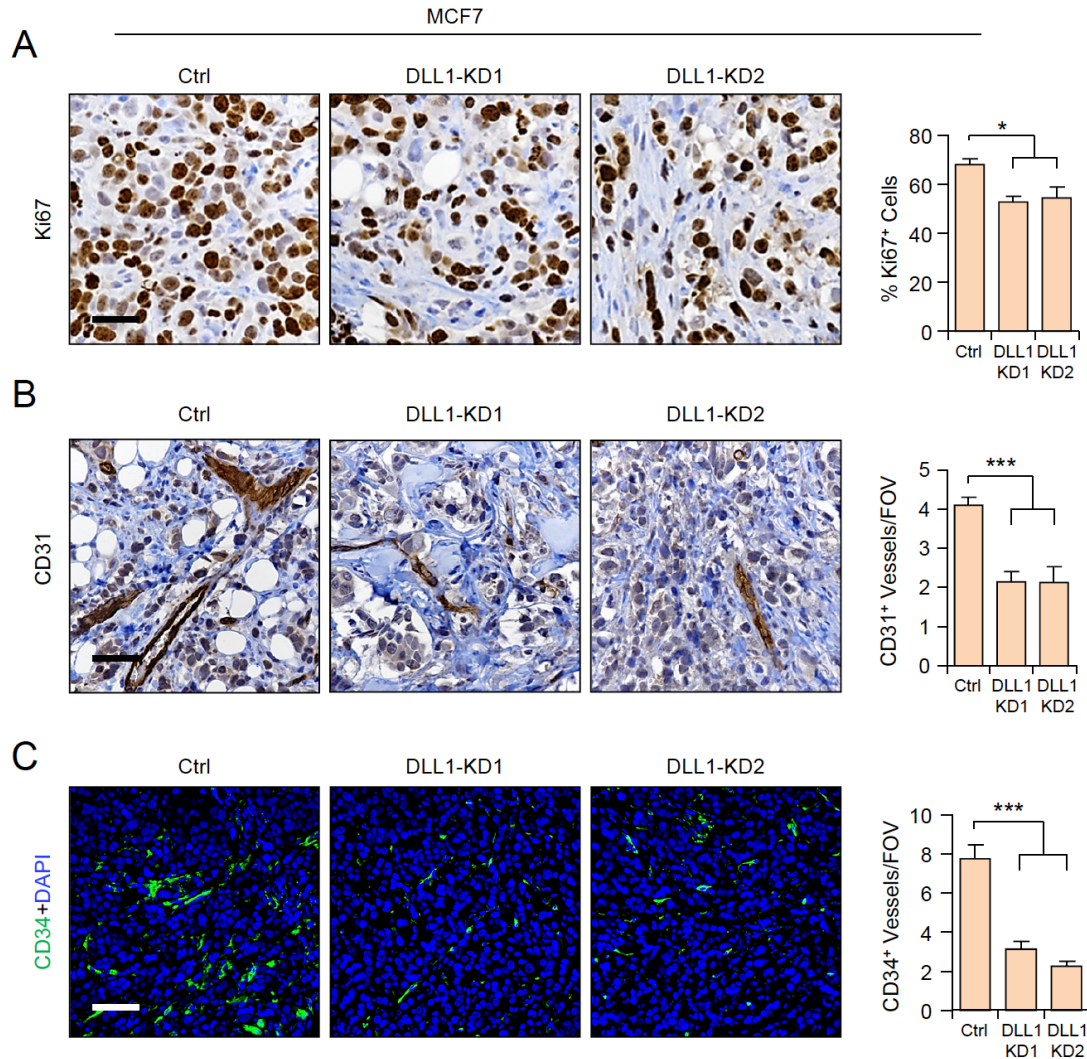 MCF7
A
Ctrl
DLL1-KD1
DLL1-KD2
Ki67
% Ki67+ Cells
80
60
40
20
0
*
Ctrl
DLL1
KD1
DLL1
KD2
B
Ctrl
DLL1-KD1
DLL1-KD2
CD31
CD31+ Vessels/FOV
5
4
3
2
1
0
***
Ctrl
DLL1
KD1
DLL1
KD2
C
Ctrl
DLL1-KD1
DLL1-KD2
CD34+DAPI
CD34+ Vessels/FOV
10
8
6
4
2
0
***
Ctrl
DLL1
KD1
DLL1
KD2